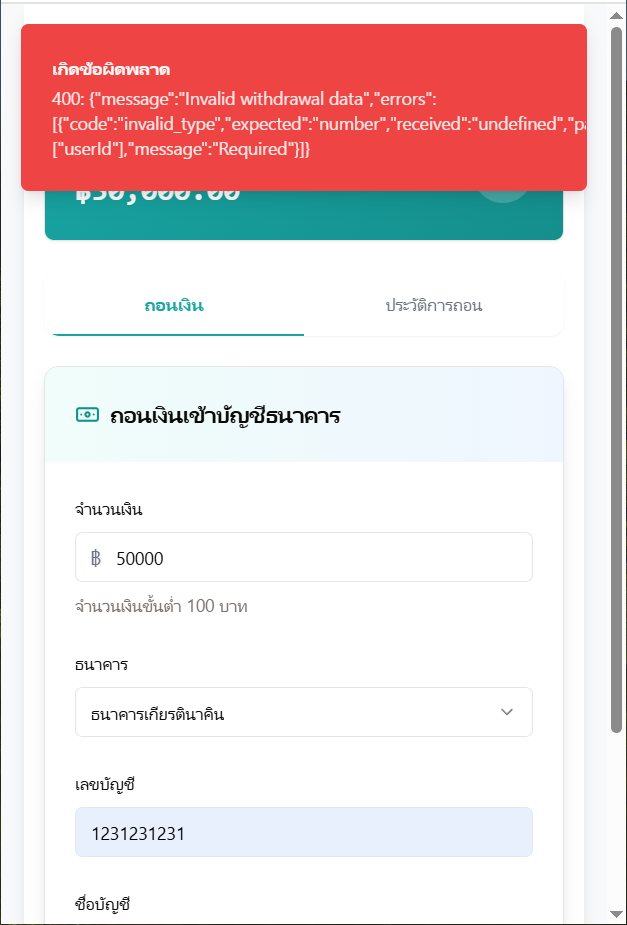 เกิดข้อผิดพลาด
400: {"message":"Invalid withdrawal data","errors":
[{"code":"invalid_type","expected":"number","received":"undefined","pa
["userId"],"message":"Required"}]}
ถอนเงิน
ประวัติการถอน
ถอนเงินเข้าบัญชีธนาคาร
จำนวนเงิน
฿ 50000
จำนวนเงินขั้นต่ำ 100 บาท
ธนาคาร
ธนาคารเกียรตินาคิน
เลขบัญชี
1231231231
ชื่อบัญชี